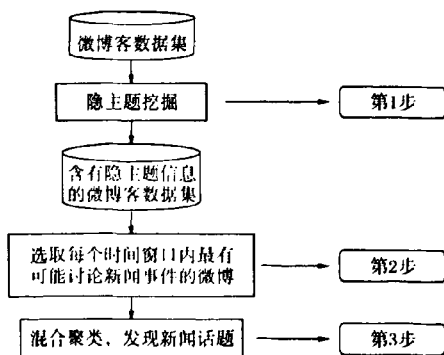 微博客数据集
隐主题挖掘
第1步
含有隐主题信息
的微博客数据集
选取每个时间窗口内最有
可能讨论新闻事件的微博
第2步
混合聚类，发现新闻话题
第3步